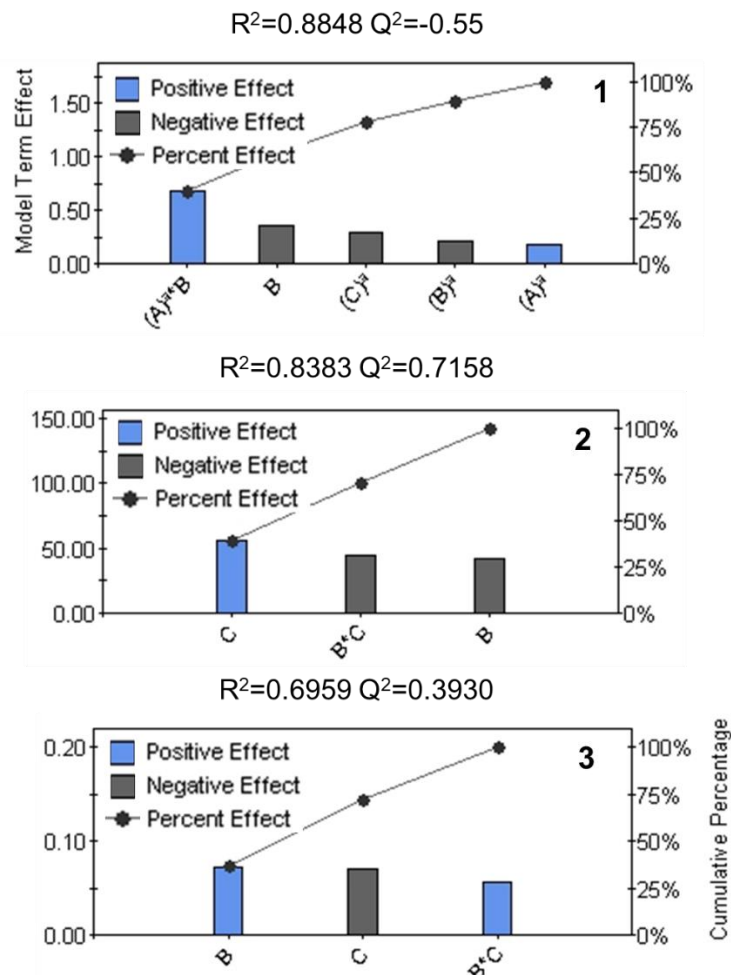 R²=0.8848 Q²=-0.55
Model Term Effect
1.50
1.00
0.50
0.00
Positive Effect
Negative Effect
Percent Effect
1
100%
75%
50%
25%
0%
(A)ᵃ*B
B
(C)ᵃ
(B)ᵃ
(A)ᵃ
R²=0.8383 Q²=0.7158
150.00
100.00
50.00
0.00
Positive Effect
Negative Effect
Percent Effect
2
100%
75%
50%
25%
0%
C
B*C
B
R²=0.6959 Q²=0.3930
0.20
0.10
0.00
Positive Effect
Negative Effect
Percent Effect
3
100%
75%
50%
25%
0%
Cumulative Percentage
B
C
B*C